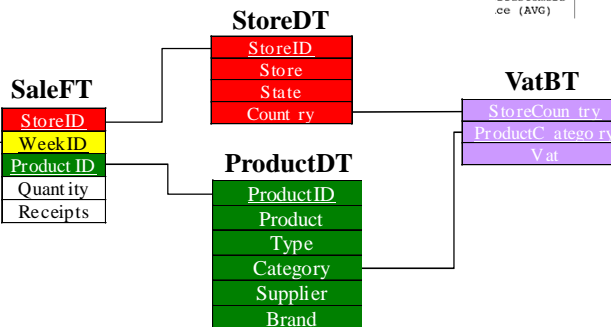 .ce (AVG)
StoreDT
StoreID
Store
State
Count ry
SaleFT
StoreID
WeekID
Product ID
Quant ity
Receipts
VatBT
StoreCoun try
ProductC atego ry
Vat
ProductDT
ProductID
Product
Type
Category
Supplier
Brand